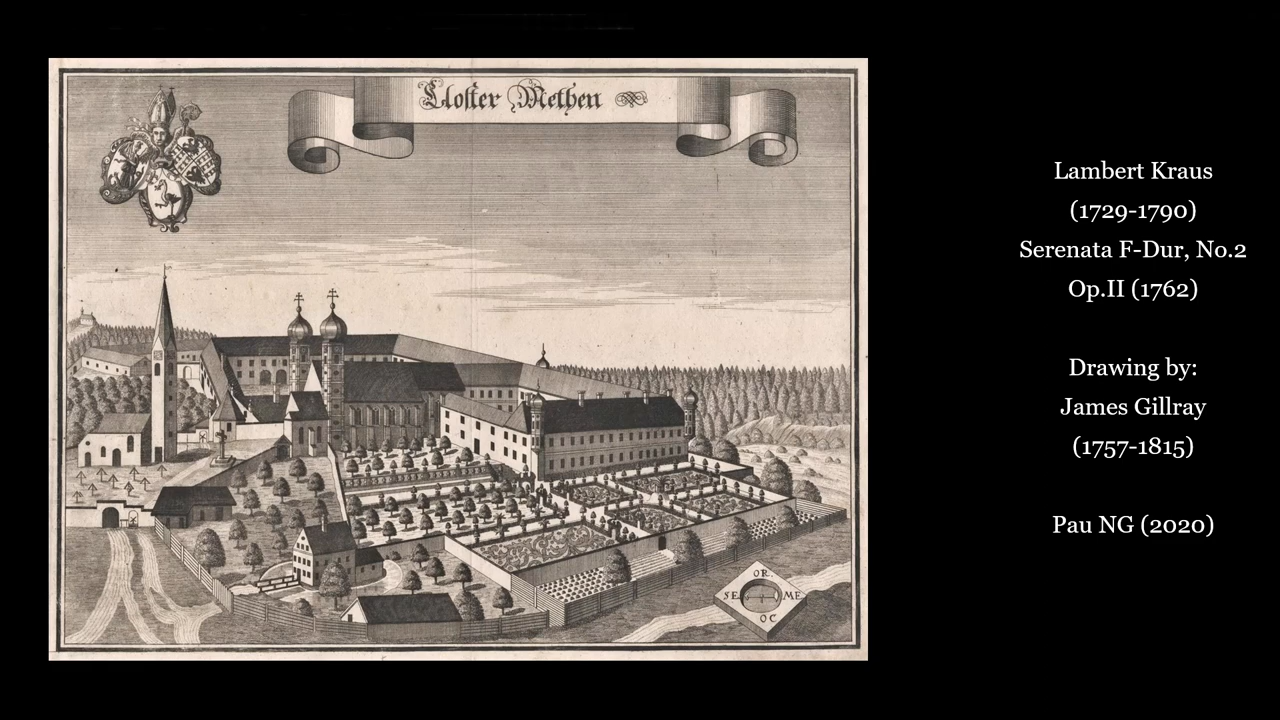 Closter Methen
OR.
SE
ME
OC
Lambert Kraus
(1729-1790)
Serenata F-Dur, No.2
Op.II (1762)
Drawing by:
James Gillray
(1757-1815)
Pau NG (2020)